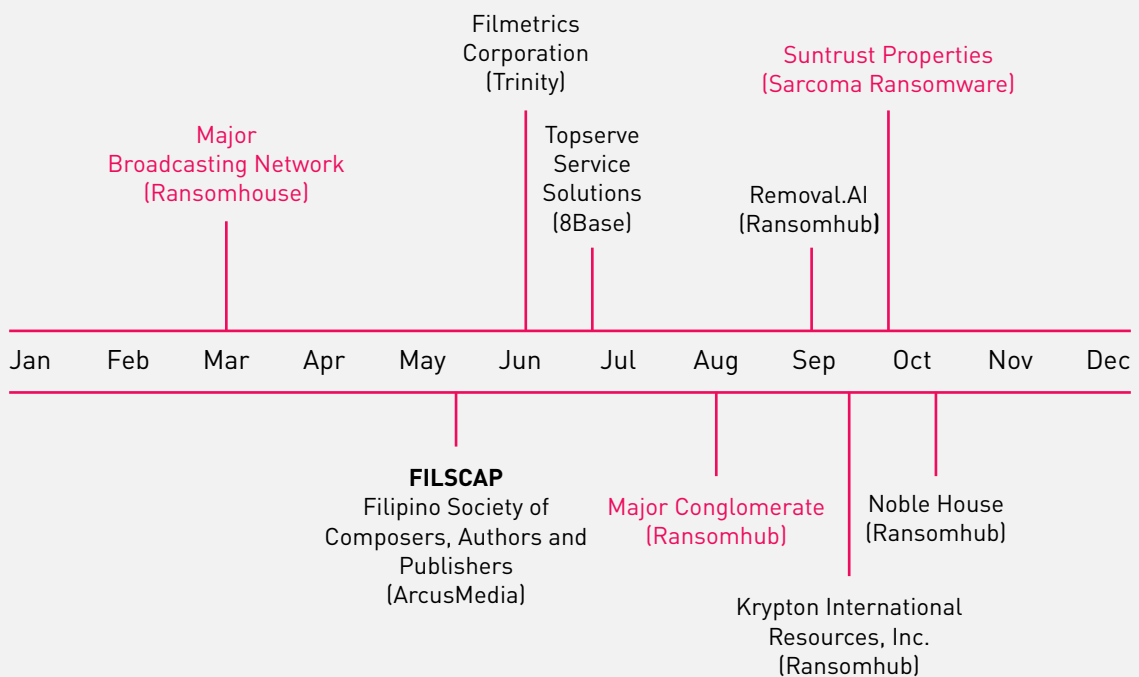 Filmetrics
Corporation
(Trinity)
Suntrust Properties
(Sarcoma Ransomware)
Major
Broadcasting Network
(Ransomhouse)
Topserve
Service
Solutions
(8Base)
Removal.AI
(Ransomhub)
Jan Feb Mar Apr May Jun Jul Aug Sep Oct Nov Dec
FILSCAP
Filipino Society of
Composers, Authors and
Publishers
(ArcusMedia)
Major Conglomerate
(Ransomhub)
Noble House
(Ransomhub)
Krypton International
Resources, Inc.
(Ransomhub)